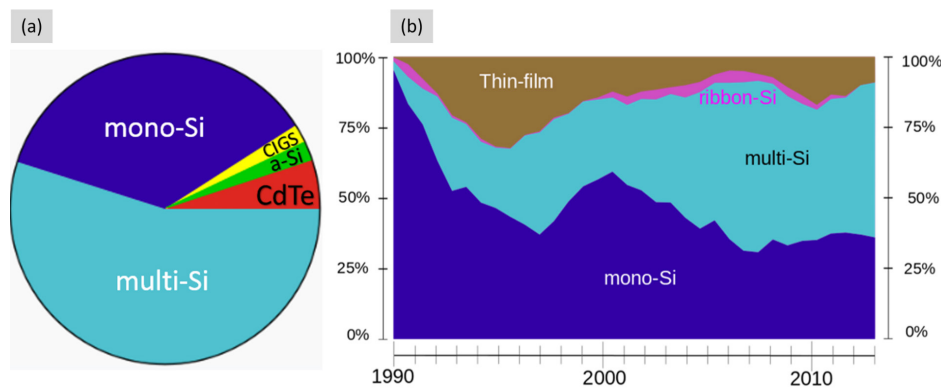 (a)
(b)
mono-Si
CIGS
a-Si
CdTe
multi-Si
100%
75%
50%
25%
0%
Thin-film
ribbon-Si
multi-Si
mono-Si
100%
75%
50%
25%
0%
1990
2000
2010